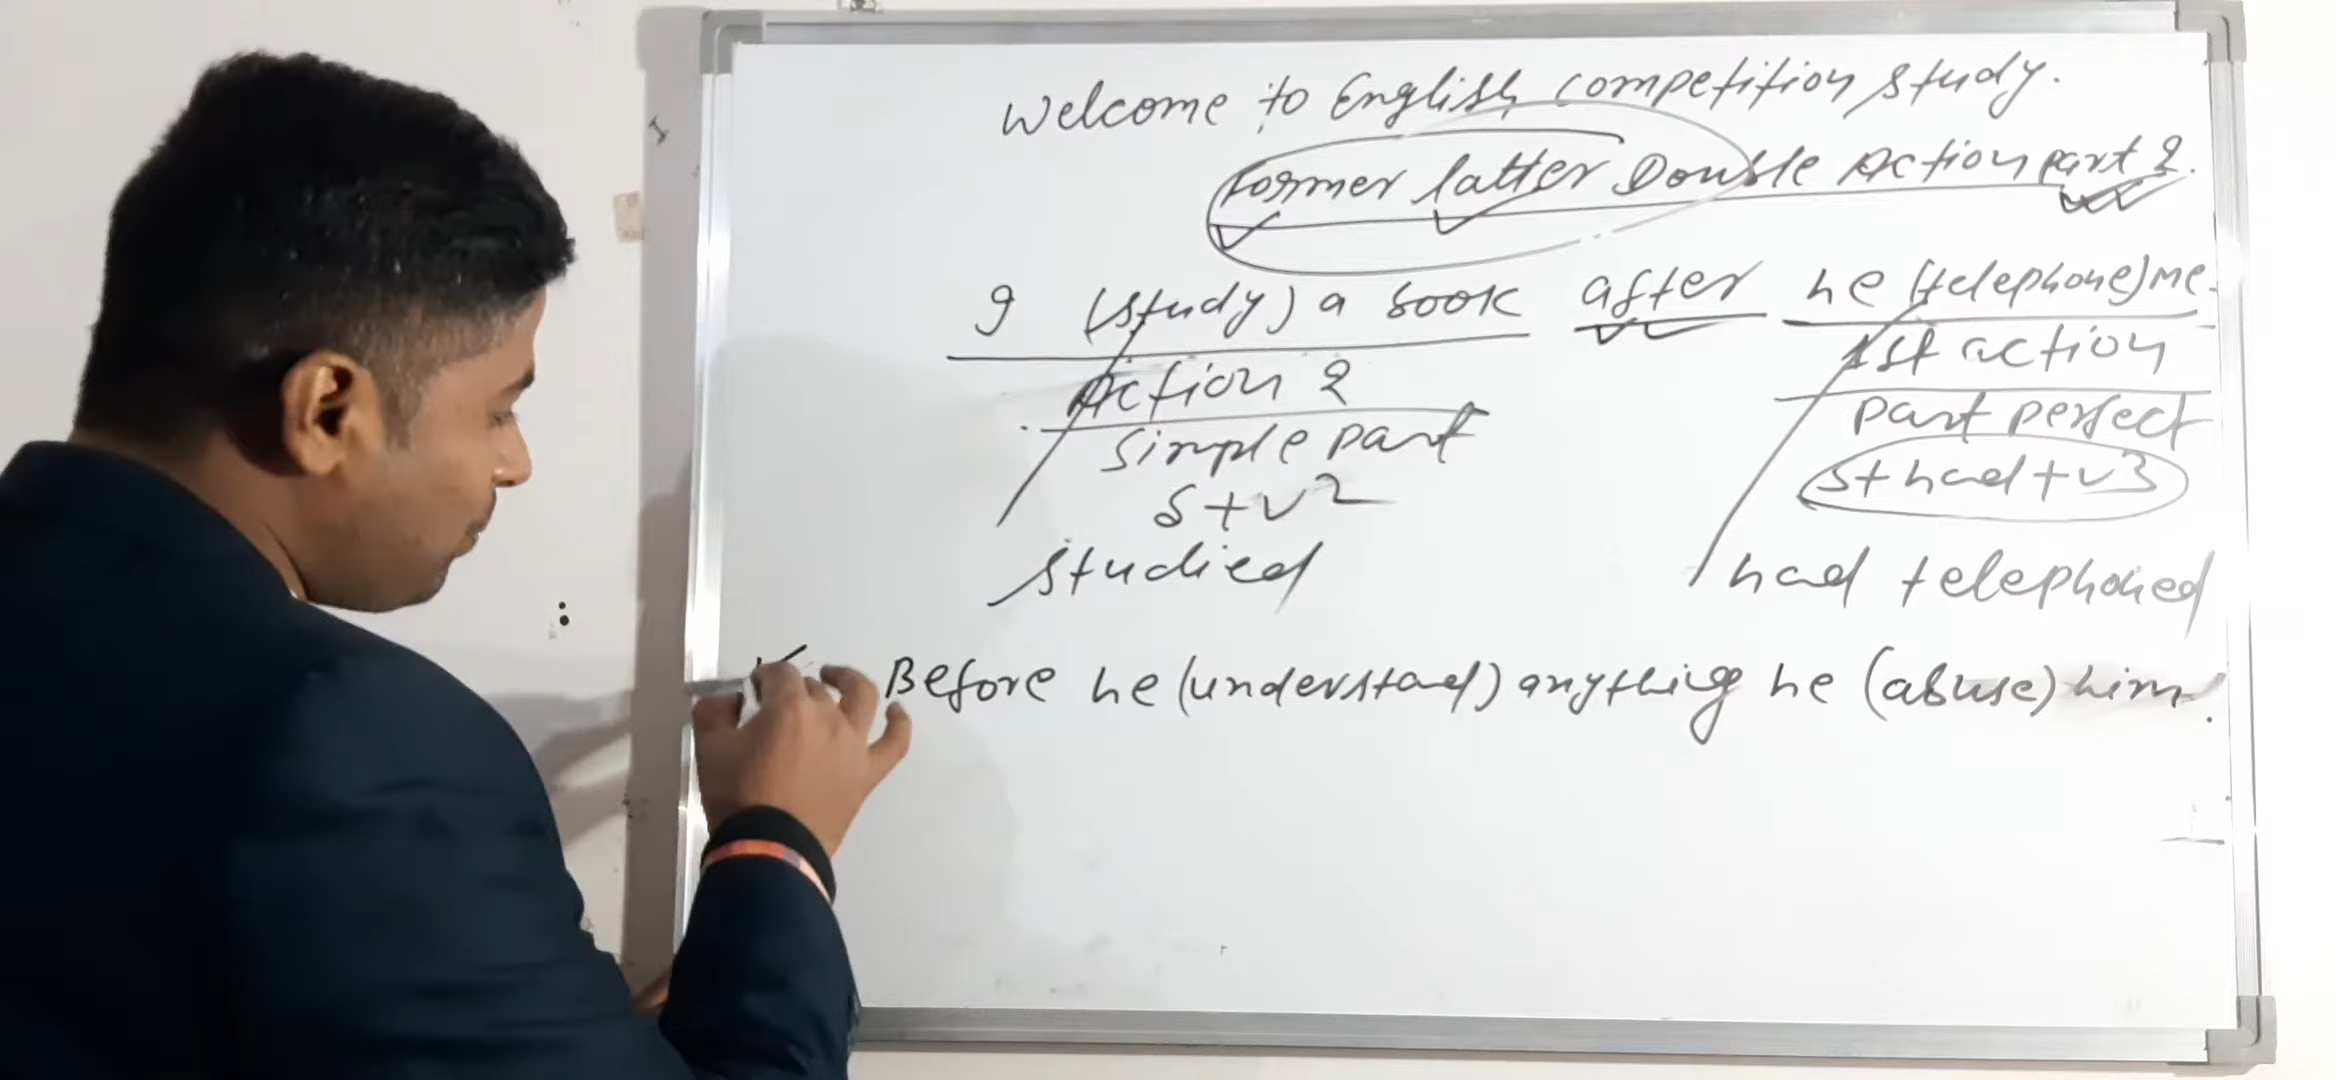 Welcome to English competition study.
Former latter Double Action part 2.
I (study) a book after he (telephone) me.
Action 2 1st action
simple past past perfect
S+V2 S+had+V3
studied had telephoned
Before he (understand) anything he (abuse) him.